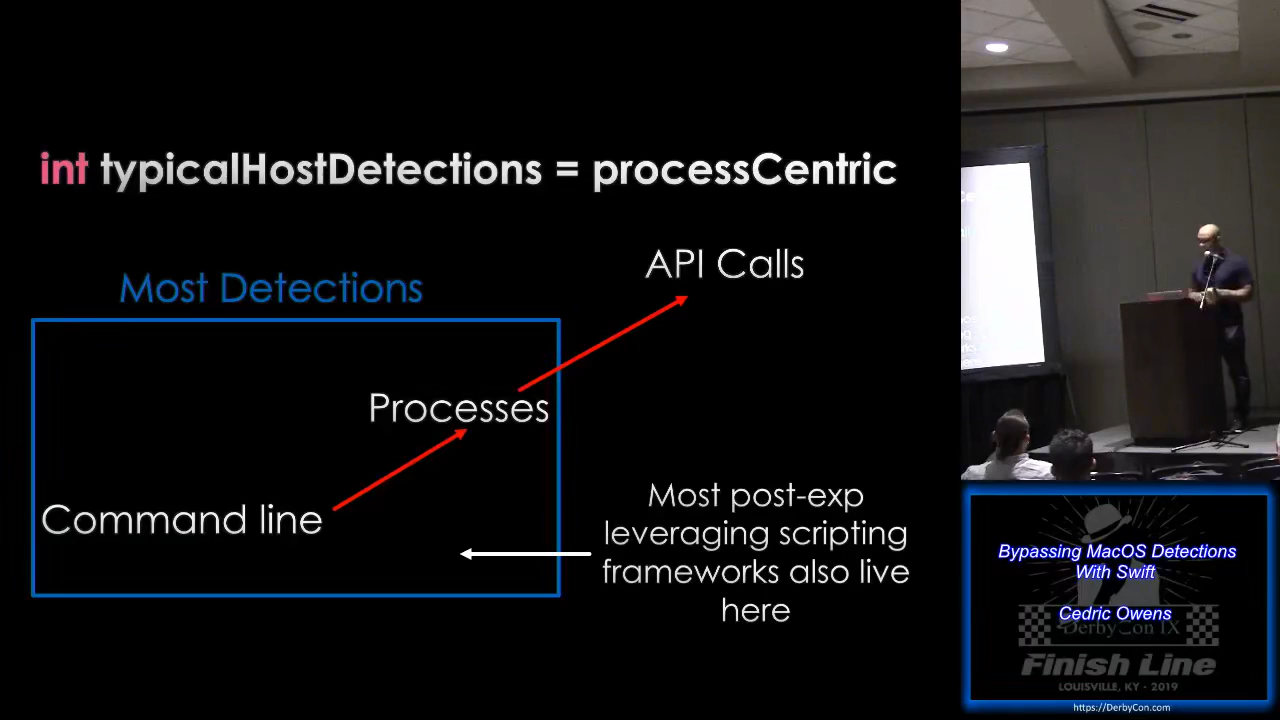 int typicalHostDetections = processCentric
API Calls
Most Detections
Processes
Command line
Most post-exp
leveraging scripting
frameworks also live
here
Bypassing MacOS Detections
With Swift
Cedric Owens
DerbyCon IX
Finish Line
LOUISVILLE, KY - 2019
https://DerbyCon.com